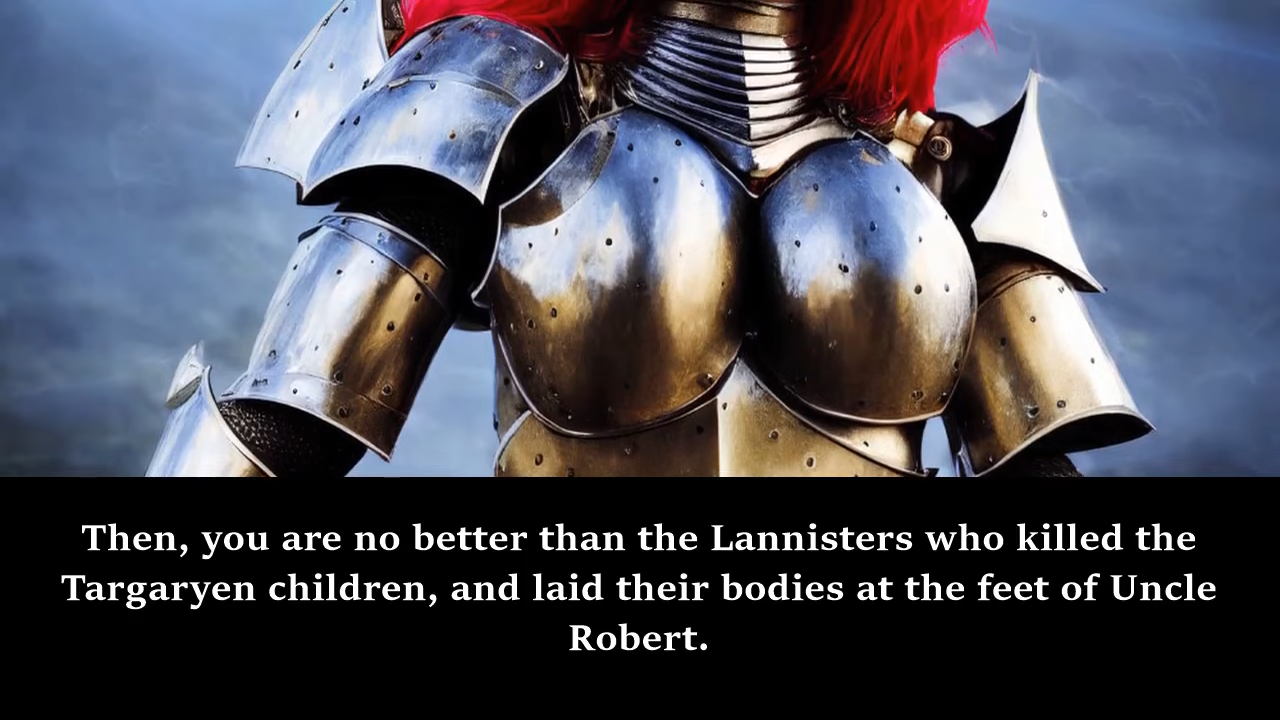 Then, you are no better than the Lannisters who killed the
Targaryen children, and laid their bodies at the feet of Uncle
Robert.